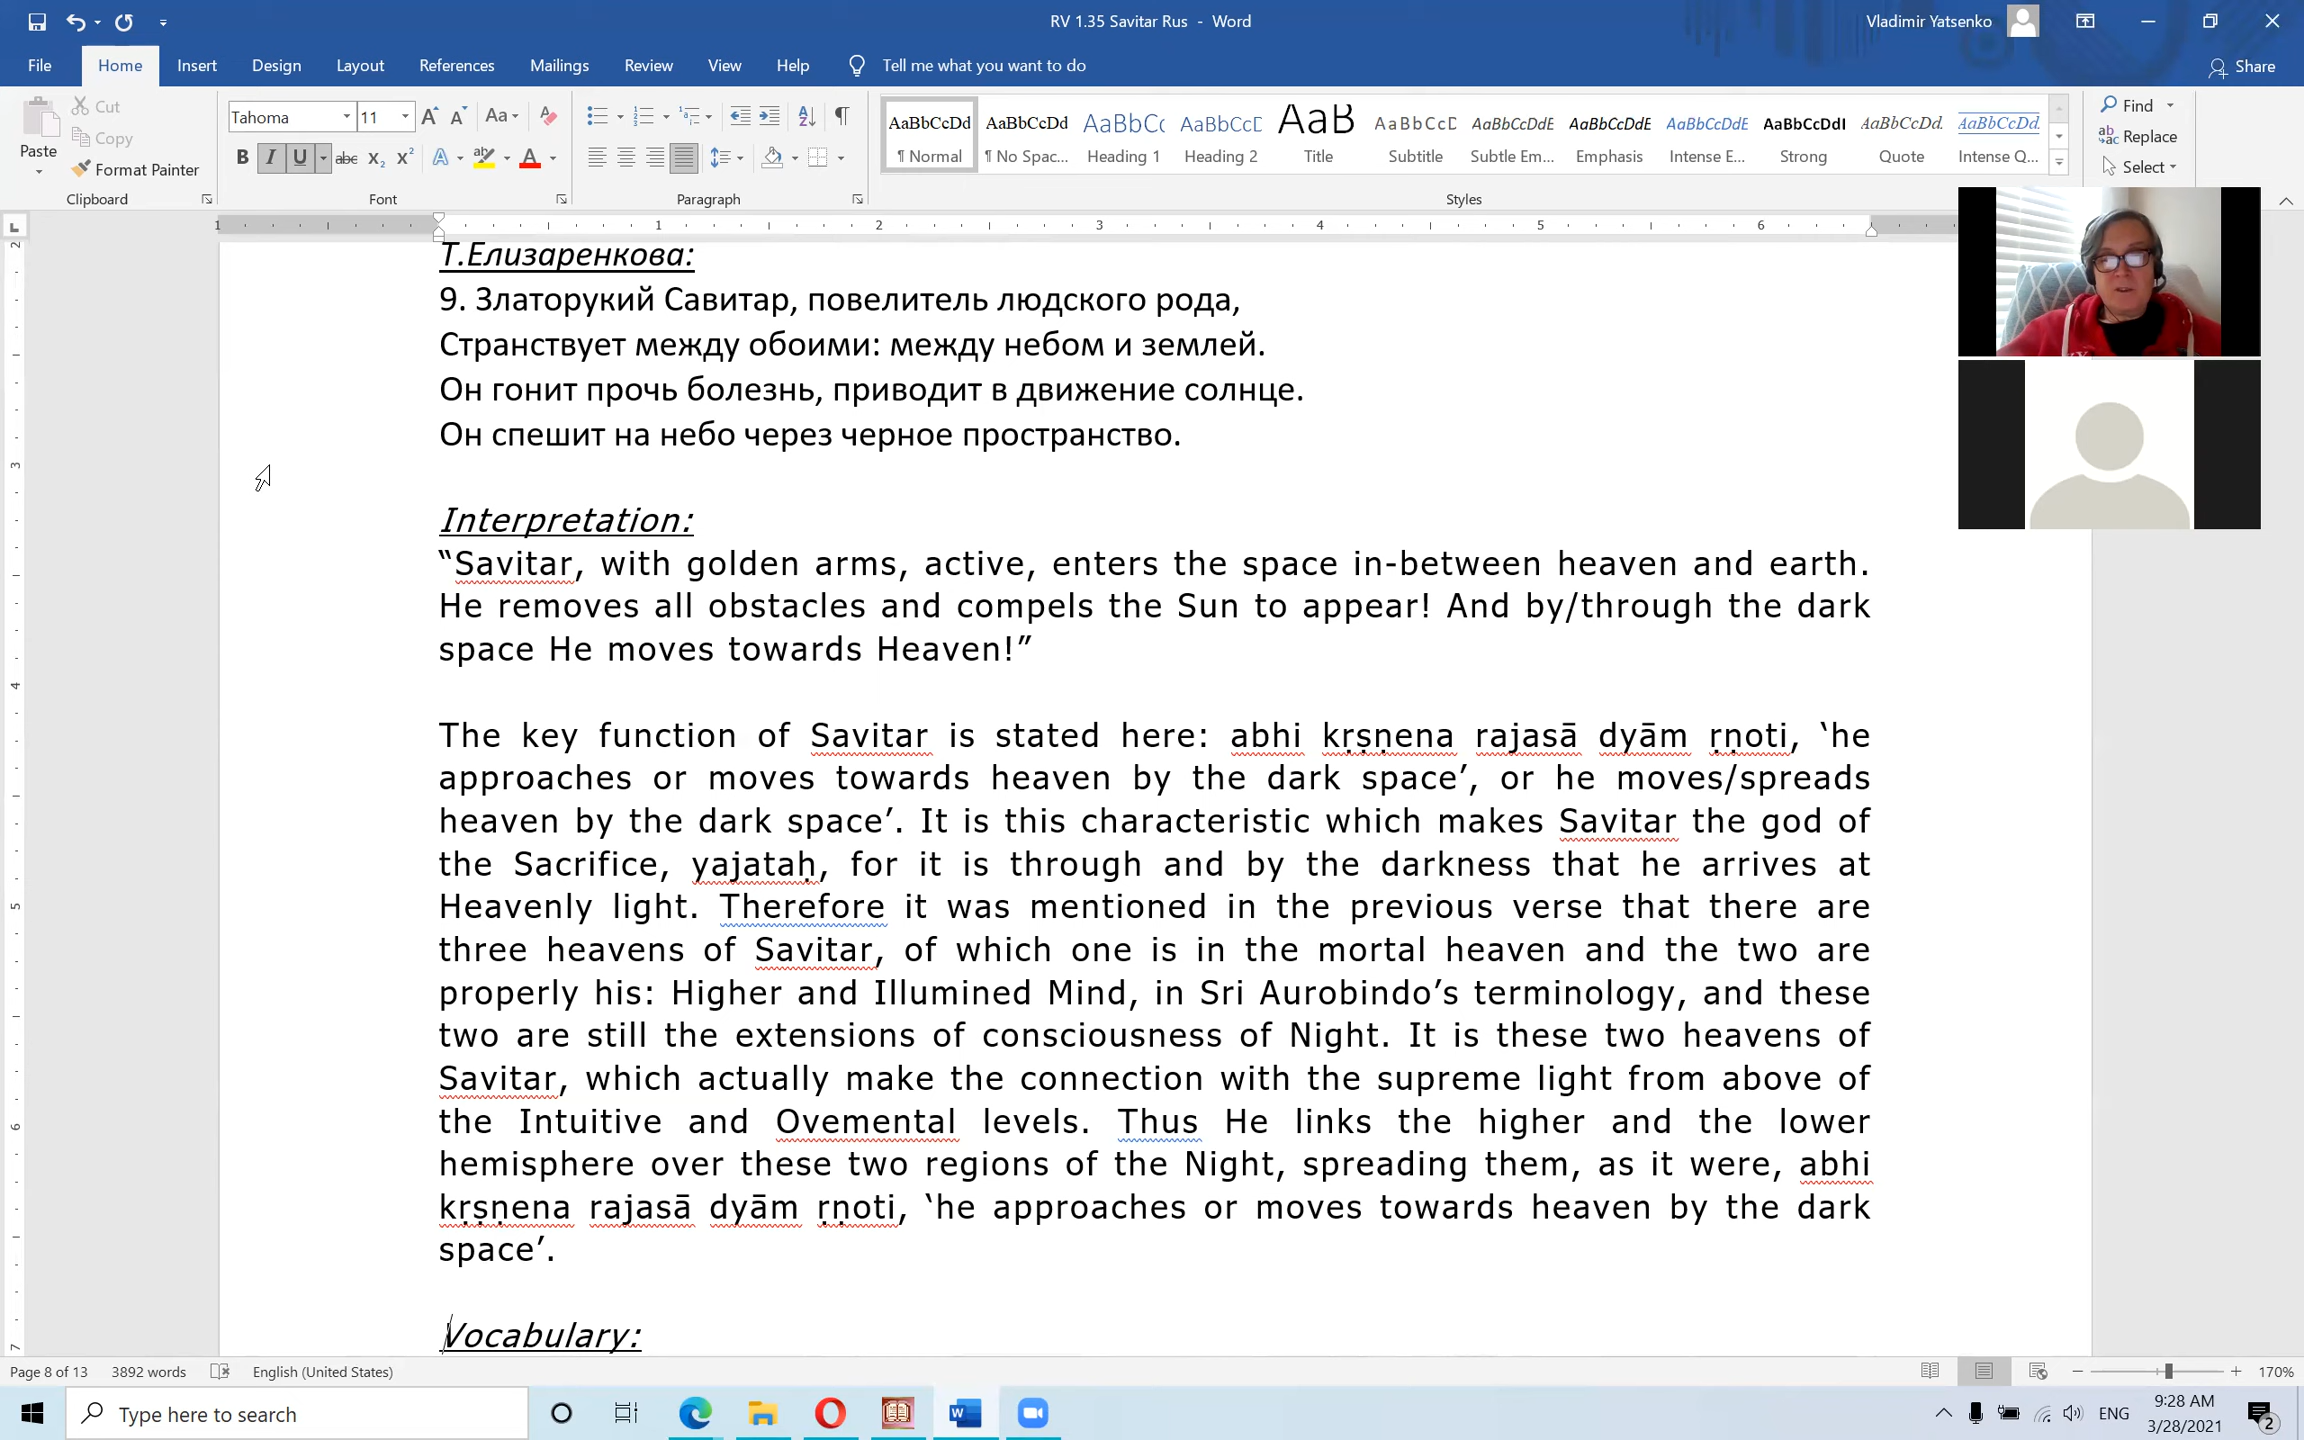 RV 1.35 Savitar Rus - Word
Vladimir Yatsenko
File Home Insert Design Layout References Mailings Review View Help Tell me what you want to do
Share
Paste
Cut
Copy
Format Painter
Clipboard
Tahoma 11
Font
Paragraph
AaBbCcDd AaBbCcDd AaBbCc AaBbCcD AaB AaBbCcD AaBbCcDdE AaBbCcDdE AaBbCcDdE AaBbCcDdI AaBbCcDd. AaBbCcDd.
¶ Normal ¶ No Spac... Heading 1 Heading 2 Title Subtitle Subtle Em... Emphasis Intense E... Strong Quote Intense Q...
Styles
Find
Replace
Select
1 1 2 3 4 5 6
Т.Елизаренкова:
9. Златорукий Савитар, повелитель людского рода,
Странствует между обоими: между небом и землей.
Он гонит прочь болезнь, приводит в движение солнце.
Он спешит на небо через черное пространство.
Interpretation:
“Savitar, with golden arms, active, enters the space in-between heaven and earth.
He removes all obstacles and compels the Sun to appear! And by/through the dark
space He moves towards Heaven!”
The key function of Savitar is stated here: abhi kṛṣṇena rajasā dyām ṛṇoti, ‘he
approaches or moves towards heaven by the dark space’, or he moves/spreads
heaven by the dark space’. It is this characteristic which makes Savitar the god of
the Sacrifice, yajataḥ, for it is through and by the darkness that he arrives at
Heavenly light. Therefore it was mentioned in the previous verse that there are
three heavens of Savitar, of which one is in the mortal heaven and the two are
properly his: Higher and Illumined Mind, in Sri Aurobindo’s terminology, and these
two are still the extensions of consciousness of Night. It is these two heavens of
Savitar, which actually make the connection with the supreme light from above of
the Intuitive and Ovemental levels. Thus He links the higher and the lower
hemisphere over these two regions of the Night, spreading them, as it were, abhi
kṛṣṇena rajasā dyām ṛṇoti, ‘he approaches or moves towards heaven by the dark
space’.
Vocabulary:
Page 8 of 13 3892 words English (United States) 170%
Type here to search
ENG
9:28 AM
3/28/2021
2